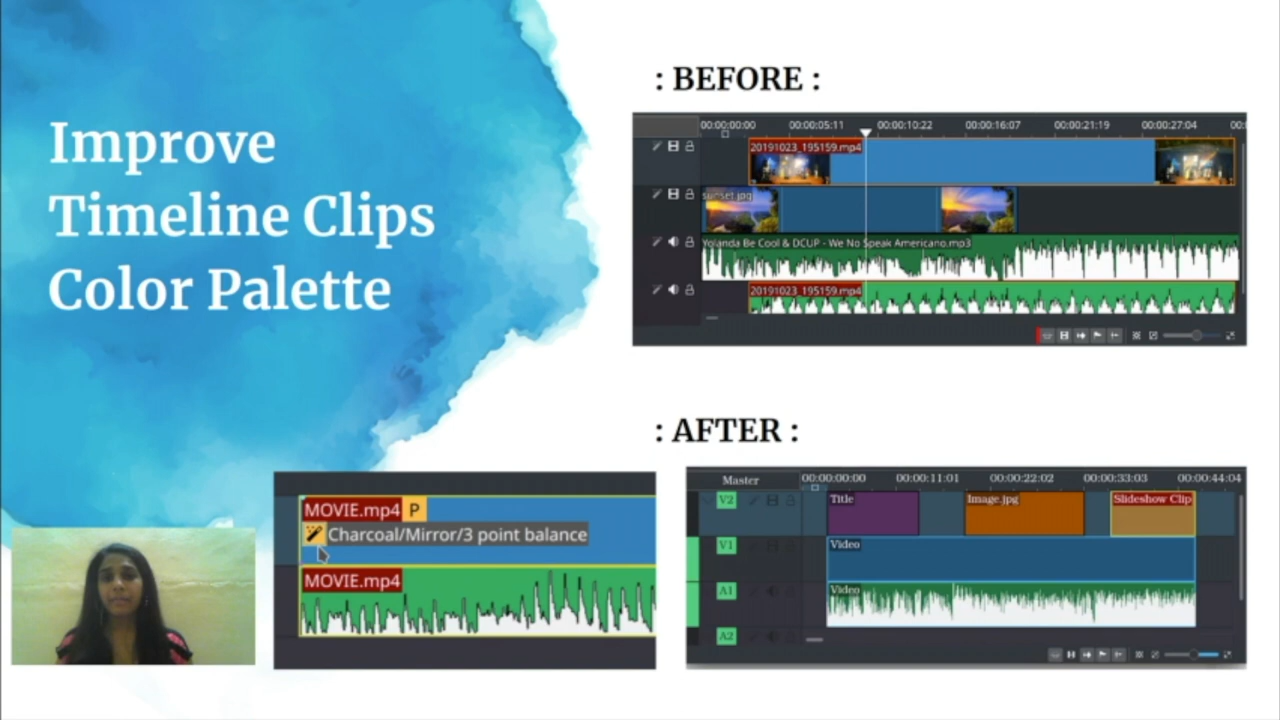 Improve
Timeline Clips
Color Palette
: BEFORE :
00:00:00:00 00:00:05:11 00:00:10:22 00:00:16:07 00:00:21:19 00:00:27:04
20191023_195159.mp4
sunset.jpg
Yolanda Be Cool & DCUP - We No Speak Americano.mp3
20191023_195159.mp4
: AFTER :
MOVIE.mp4 P
Charcoal/Mirror/3 point balance
MOVIE.mp4
Master 00:00:00:00 00:00:11:01 00:00:22:02 00:00:33:03 00:00:44:04
V2 Title Image.jpg Slideshow Clip
V1 Video
A1 Video
A2